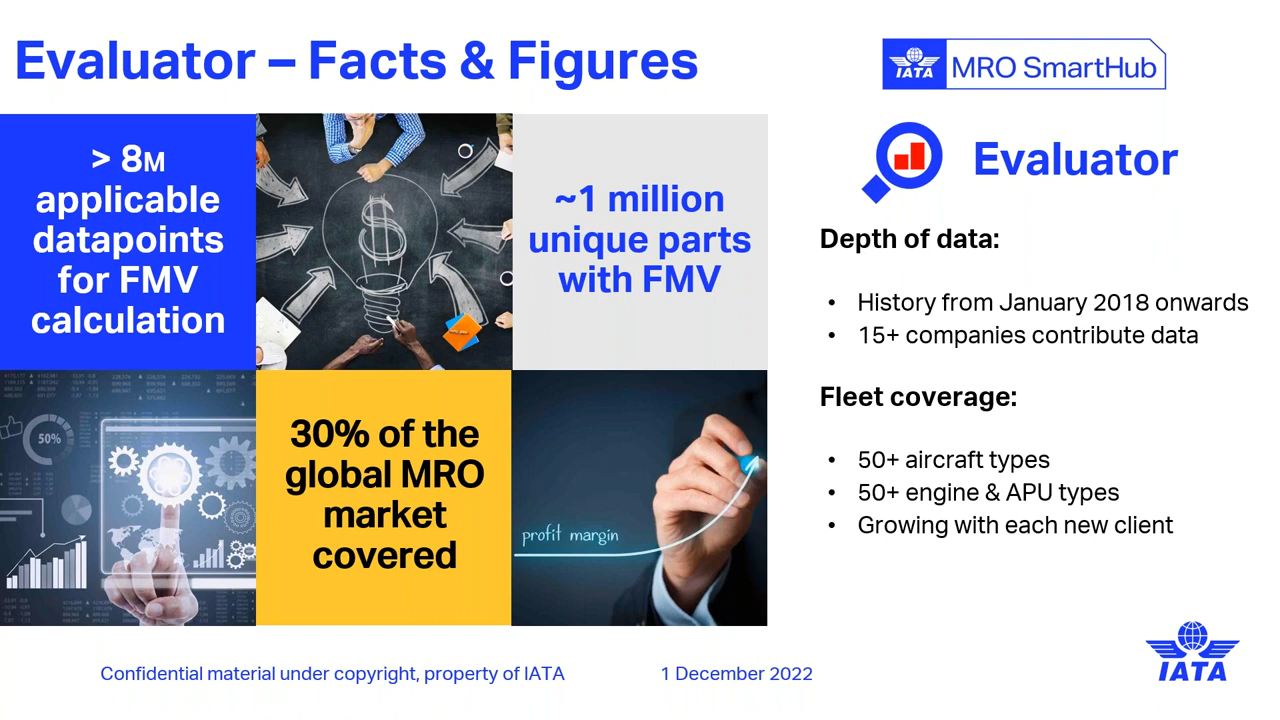 Evaluator – Facts & Figures
IATA
MRO SmartHub
> 8M
applicable
datapoints
for FMV
calculation
~1 million
unique parts
with FMV
50%
30% of the
global MRO
market
covered
profit margin
Evaluator
Depth of data:
• History from January 2018 onwards
• 15+ companies contribute data
Fleet coverage:
• 50+ aircraft types
• 50+ engine & APU types
• Growing with each new client
Confidential material under copyright, property of IATA
1 December 2022
IATA